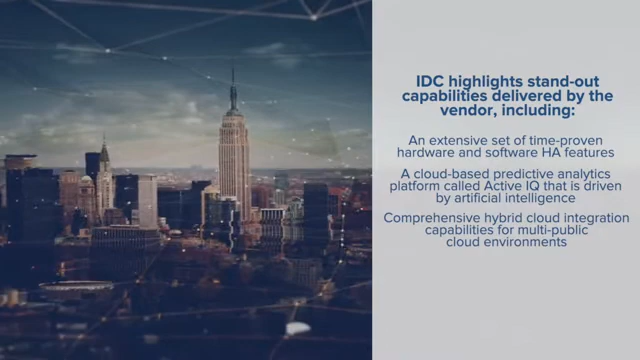 IDC highlights stand-out
capabilities delivered by the
vendor, including:
An extensive set of time-proven
hardware and software HA features
A cloud-based predictive analytics
platform called Active IQ that is driven
by artificial intelligence
Comprehensive hybrid cloud integration
capabilities for multi-public
cloud environments